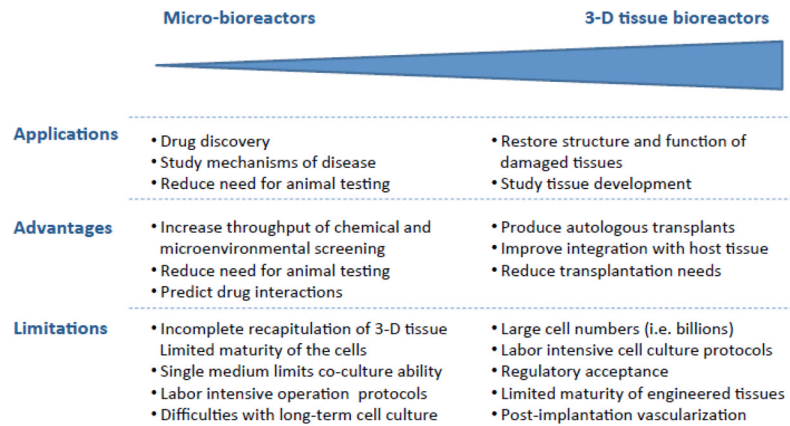 Micro-bioreactors
3-D tissue bioreactors
Applications
• Drug discovery
• Study mechanisms of disease
• Reduce need for animal testing
• Restore structure and function of
damaged tissues
• Study tissue development
Advantages
• Increase throughput of chemical and
microenvironmental screening
• Reduce need for animal testing
• Predict drug interactions
• Produce autologous transplants
• Improve integration with host tissue
• Reduce transplantation needs
Limitations
• Incomplete recapitulation of 3-D tissue
Limited maturity of the cells
• Single medium limits co-culture ability
• Labor intensive operation protocols
• Difficulties with long-term cell culture
• Large cell numbers (i.e. billions)
• Labor intensive cell culture protocols
• Regulatory acceptance
• Limited maturity of engineered tissues
• Post-implantation vascularization